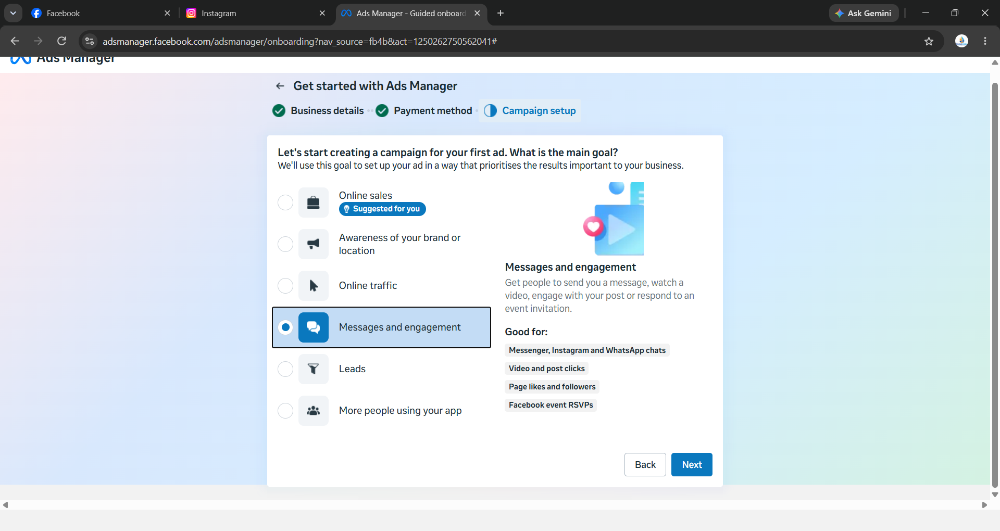 Facebook
Instagram
Ads Manager - Guided onboard
Ask Gemini
adsmanager.facebook.com/adsmanager/onboarding?nav_source=fb4b&act=1250262750562041#
Ads Manager
Get started with Ads Manager
Business details
Payment method
Campaign setup
Let's start creating a campaign for your first ad. What is the main goal?
We'll use this goal to set up your ad in a way that prioritises the results important to your business.
Online sales
Suggested for you
Awareness of your brand or
location
Online traffic
Messages and engagement
Leads
More people using your app
Messages and engagement
Get people to send you a message, watch a
video, engage with your post or respond to an
event invitation.
Good for:
Messenger, Instagram and WhatsApp chats
Video and post clicks
Page likes and followers
Facebook event RSVPs
Back
Next